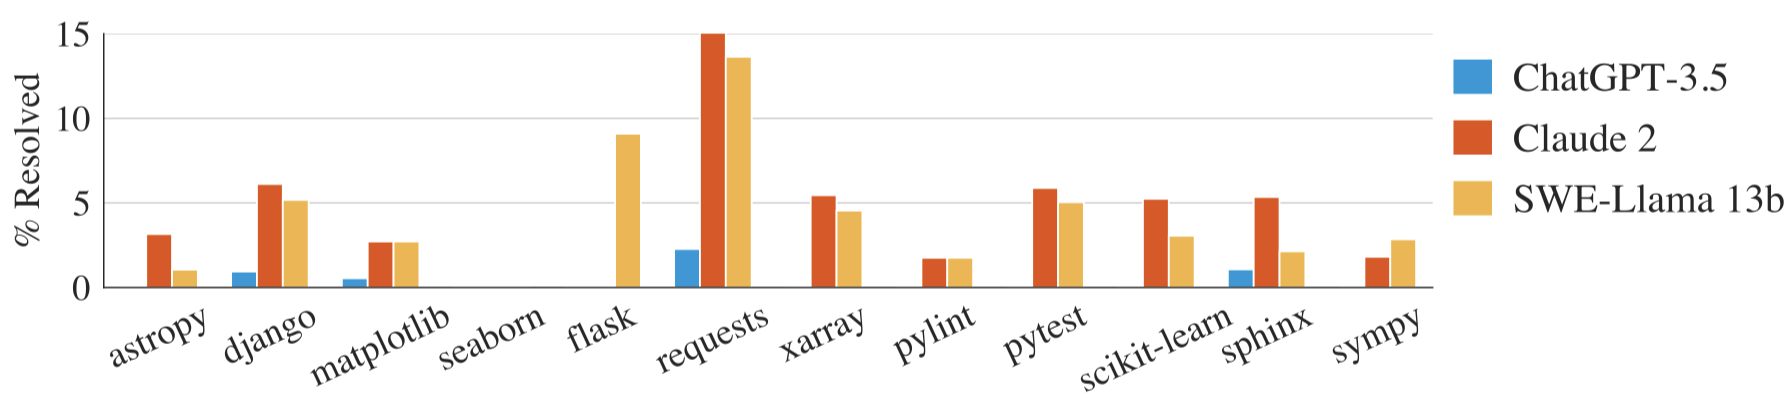 % Resolved
15
10
5
0
astropy
django
matplotlib
seaborn
flask
requests
xarray
pylint
pytest
scikit-learn
sphinx
sympy
ChatGPT-3.5
Claude 2
SWE-Llama 13b